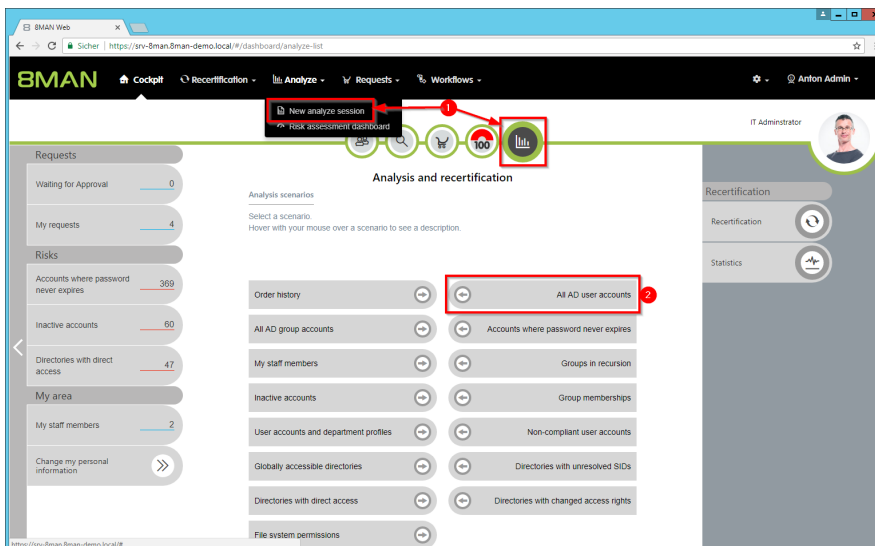 8MAN Web
Sicher | https://srv-8man.8man-demo.local/#/dashboard/analyze-list
8MAN
Cockpit
Recertification
Analyze
Requests
Workflows
Anton Admin
New analyze session
1
Risk assessment dashboard
IT Adminstrator
100
Requests
Waiting for Approval 0
My requests 4
Risks
Accounts where password
never expires 369
Inactive accounts 60
Directories with direct
access 47
My area
My staff members 2
Change my personal
information
Analysis and recertification
Analysis scenarios
Select a scenario.
Hover with your mouse over a scenario to see a description.
Order history
All AD user accounts
2
All AD group accounts
Accounts where password never expires
My staff members
Groups in recursion
Inactive accounts
Group memberships
User accounts and department profiles
Non-compliant user accounts
Globally accessible directories
Directories with unresolved SIDs
Directories with direct access
Directories with changed access rights
File system permissions
Recertification
Recertification
Statistics
https://srv-8man.8man-demo.local/#